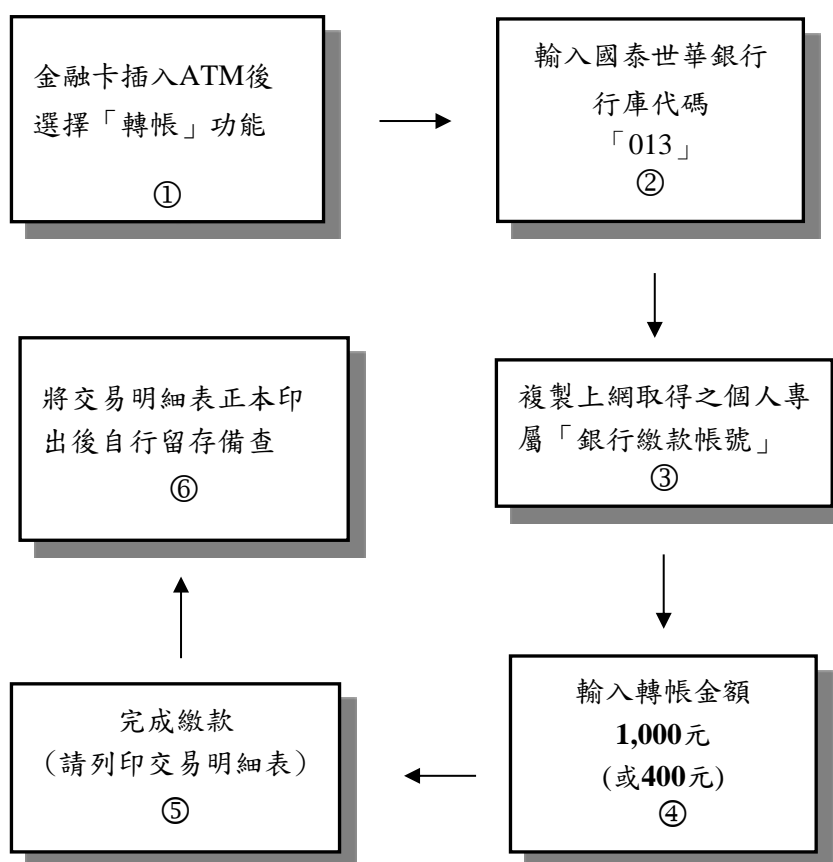 金融卡插入ATM後
選擇「轉帳」功能
①
輸入國泰世華銀行
行庫代碼
「013」
②
複製上網取得之個人專
屬「銀行繳款帳號」
③
輸入轉帳金額
1,000元
(或400元)
④
完成繳款
(請列印交易明細表)
⑤
將交易明細表正本印
出後自行留存備查
⑥